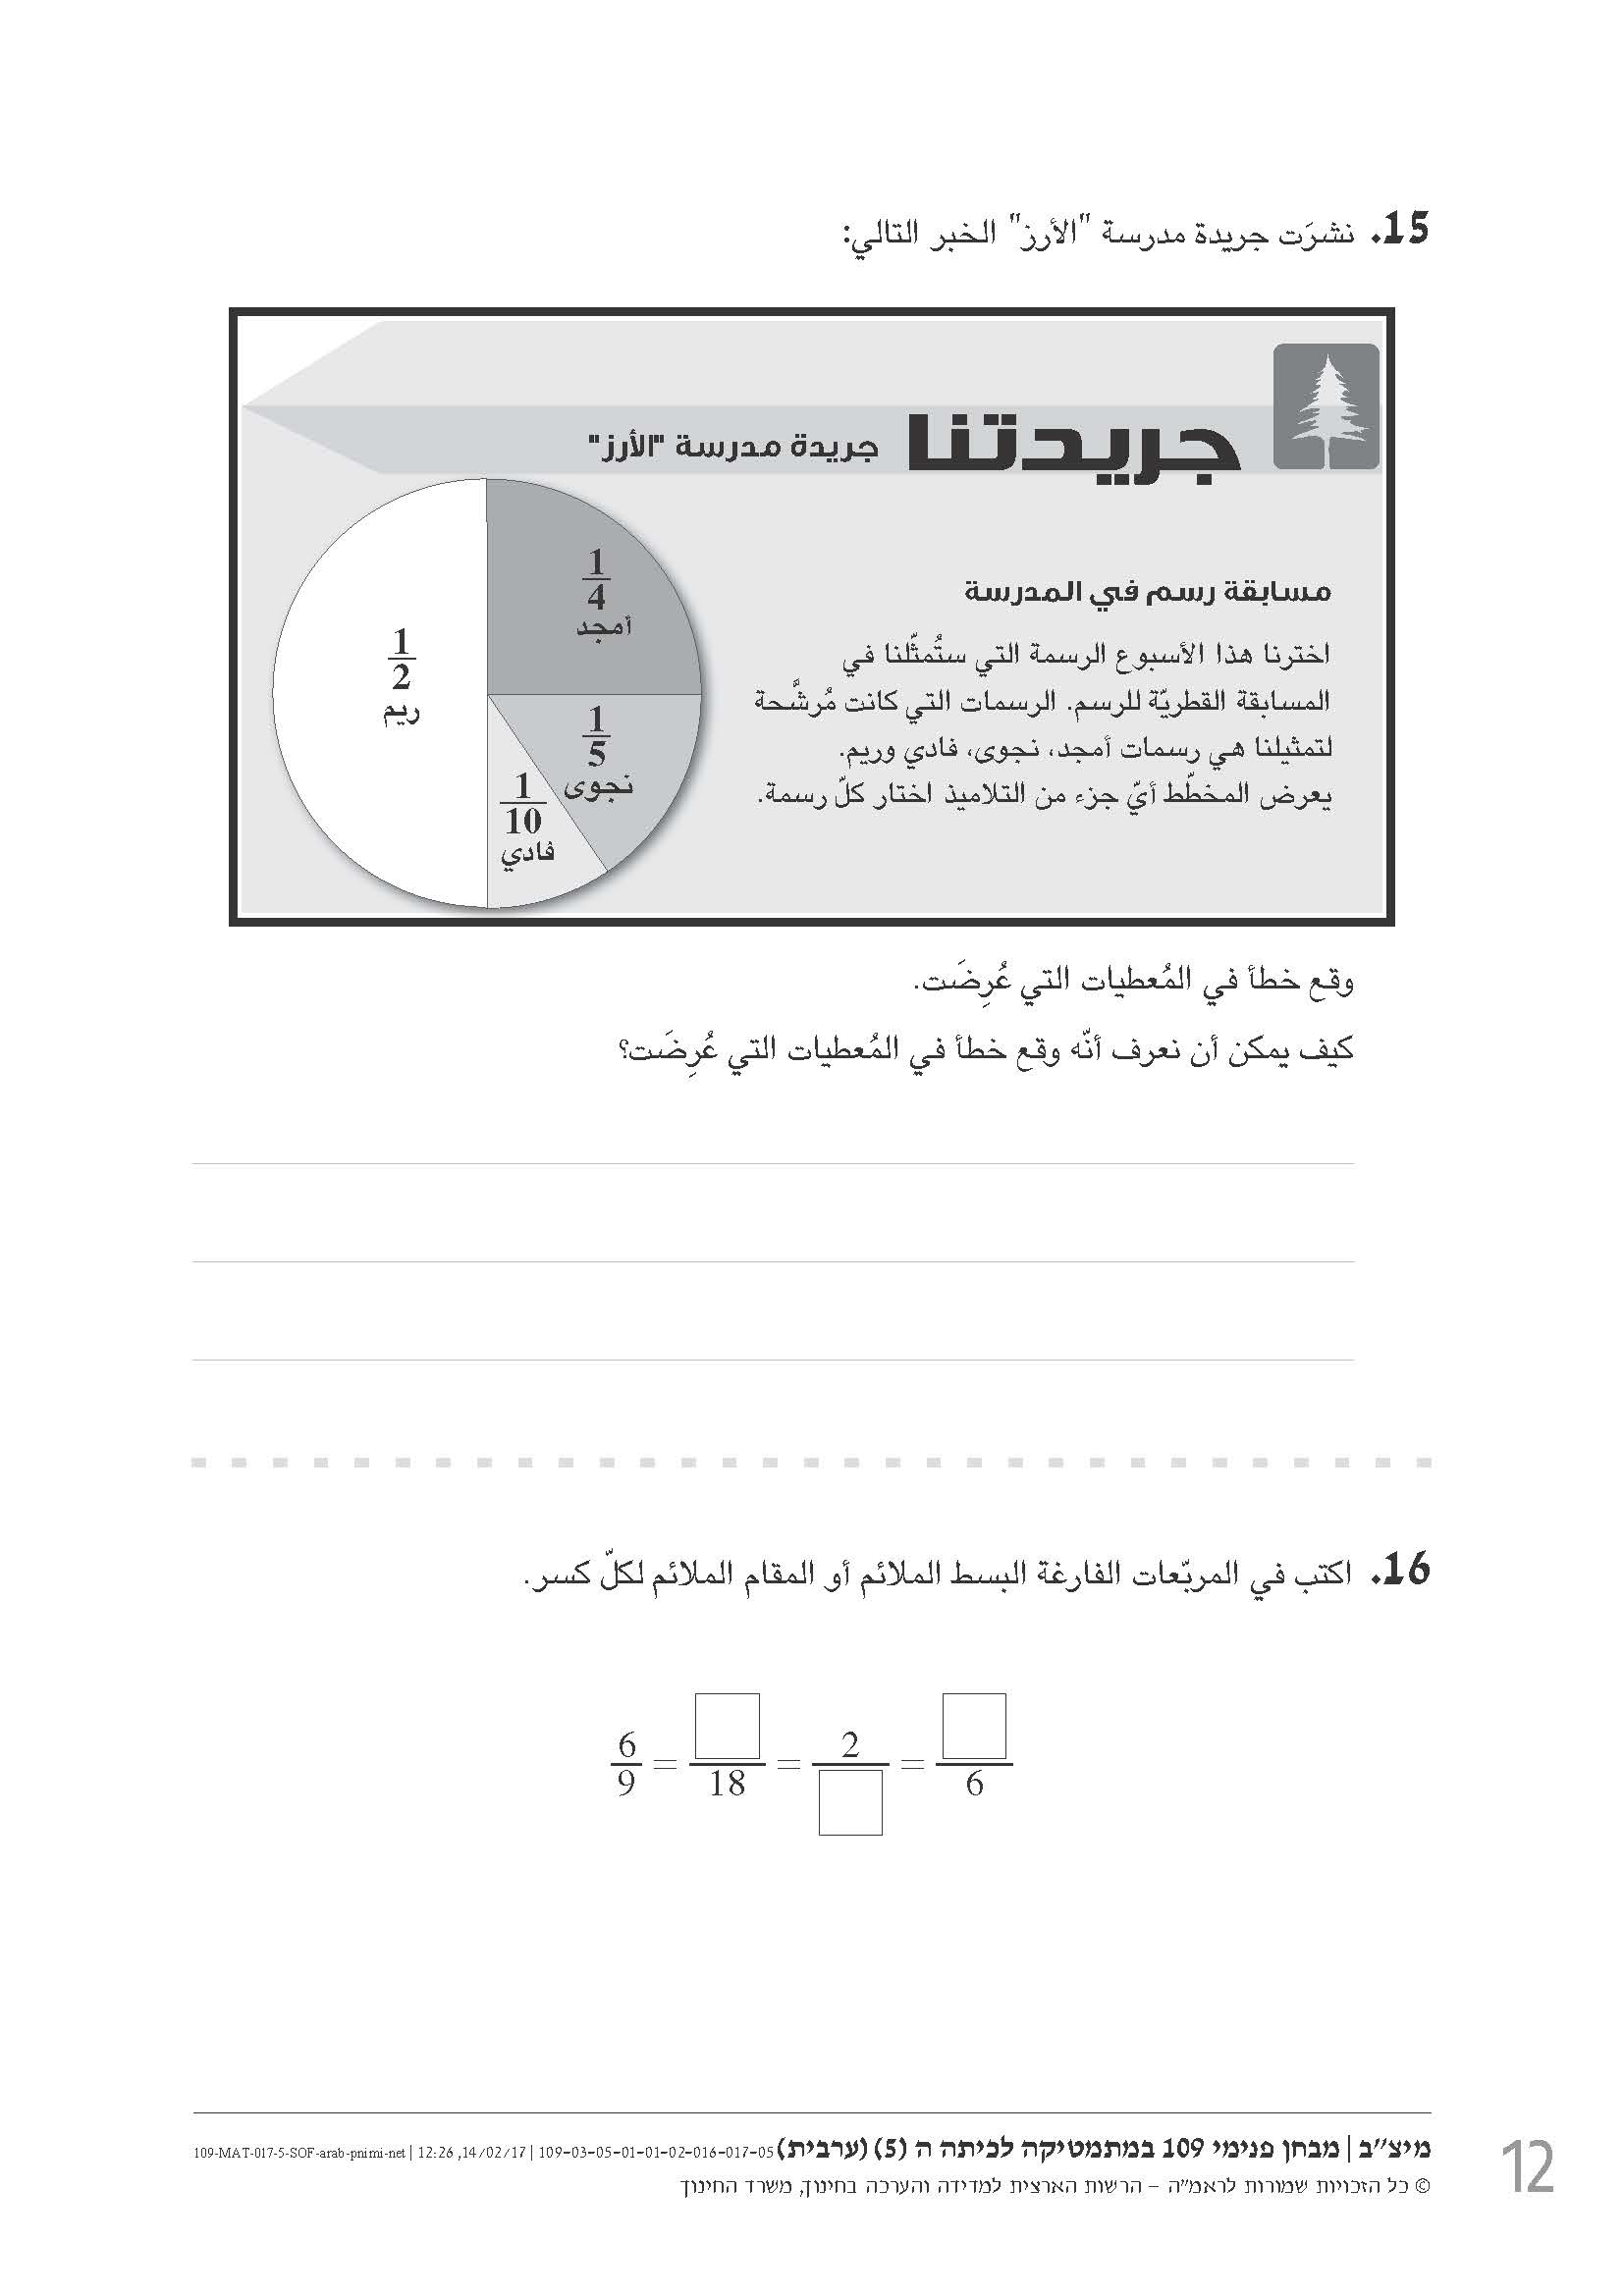 15. نشرَت جريدة مدرسة "الأرز" الخبر التالي:
جريدتنا جريدة مدرسة "الأرز"
مسابقة رسم في المدرسة
اخترنا هذا الأسبوع الرسمة التي ستُمثّلنا في
المسابقة القطريّة للرسم. الرسمات التي كانت مُرشَّحة
لتمثيلنا هي رسمات أمجد، نجوى، فادي وريم.
يعرض المخطّط أيّ جزء من التلاميذ اختار كلّ رسمة.
1/4
أمجد
1/5
نجوى
1/10
فادي
1/2
ريم
وقع خطأ في المُعطيات التي عُرِضَت.
كيف يمكن أن نعرف أنّه وقع خطأ في المُعطيات التي عُرِضَت؟
16. اكتب في المربّعات الفارغة البسط الملائم أو المقام الملائم لكلّ كسر.
6/9 = □/18 = 2/□ = □/6
מיצ"ב | מבחן פנימי 109 במתמטיקה לכיתה ה (5) (ערבית) 109-03-05-01-01-02-016-017-05 | 12:26 ,14/02/17 | 109-MAT-017-5-SOF-arab-pnimi-net
© כל הזכויות שמורות לראמ"ה – הרשות הארצית למדידה והערכה בחינוך, משרד החינוך
12